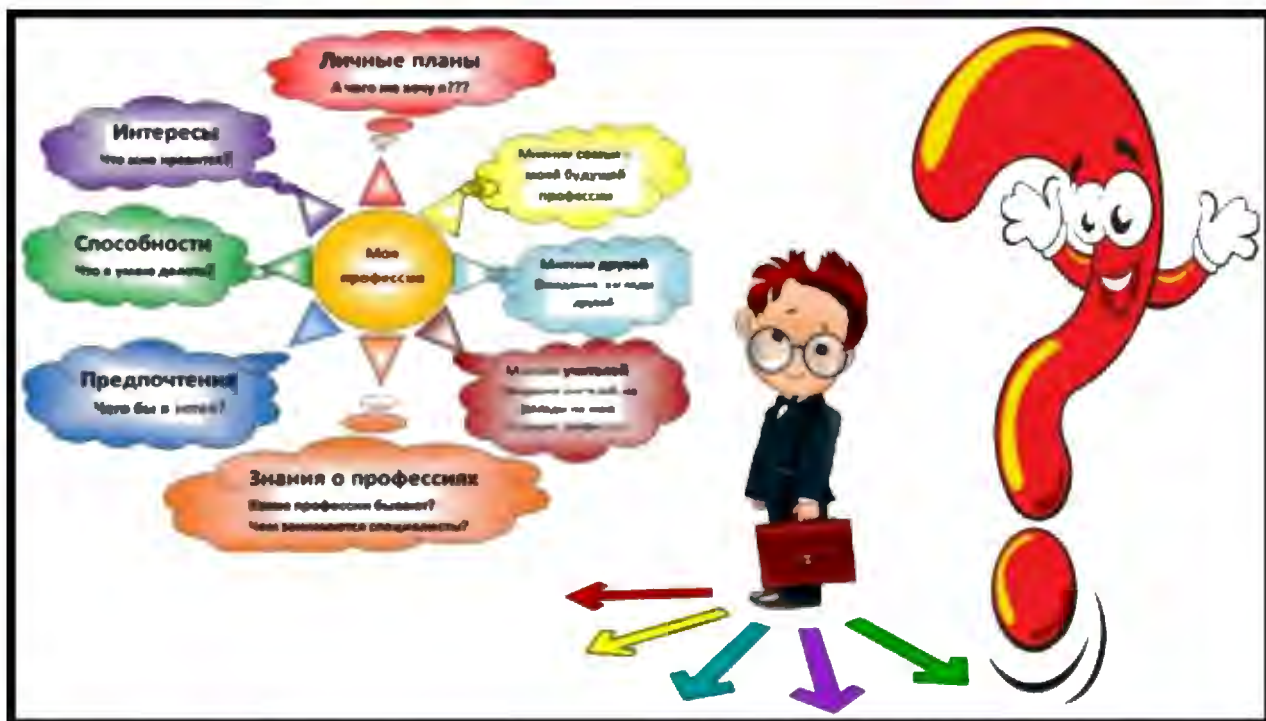 Личные планы
А чего же хочу я???
Интересы
Что мне нравится?
Мнение семьи
моей будущей
профессии
Способности
Что я умею делать?
Моя
профессия
Мнение друзей
друзей
Предпочтения
Чего бы я хотел?
Мнение учителей
Знания о профессиях
Какие профессии бывают?
Чем занимаются специалисты?